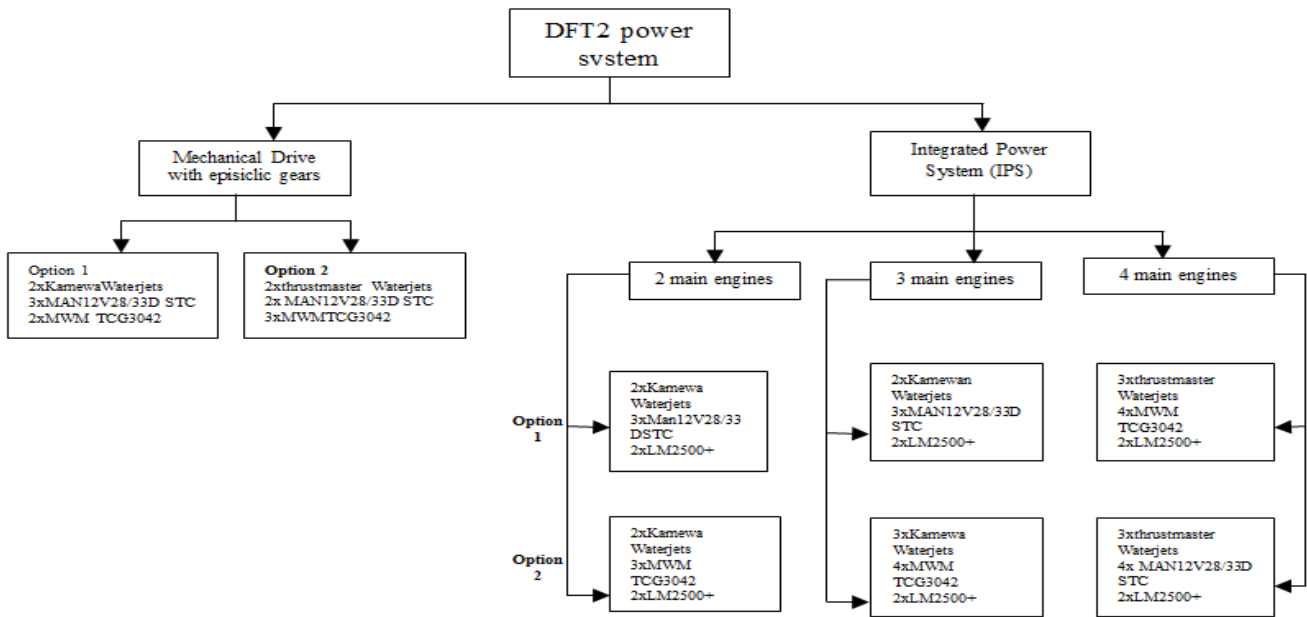 DFT2 power
svstem
Mechanical Drive
with episiclic gears
Integrated Power
System (IPS)
Option 1
2xKamewaWaterjets
3xMAN12V28/33D STC
2xMWM TCG3042
Option 2
2xthrustmaster Waterjets
2x MAN12V28/33D STC
3xMWMTCG3042
2 main engines
3 main engines
4 main engines
Option
1
2xKamewa
Waterjets
3xMan12V28/33
DSTC
2xLM2500+
2xKamewan
Waterjets
3xMAN12V28/33D
STC
2xLM2500+
3xthrustmaster
Waterjets
4xMWM
TCG3042
2xLM2500+
Option
2
2xKamewa
Waterjets
3xMWM
TCG3042
2xLM2500+
3xKamewa
Waterjets
4xMWM
TCG3042
2xLM2500+
3xthrustmaster
Waterjets
4x MAN12V28/33D
STC
2xLM2500+